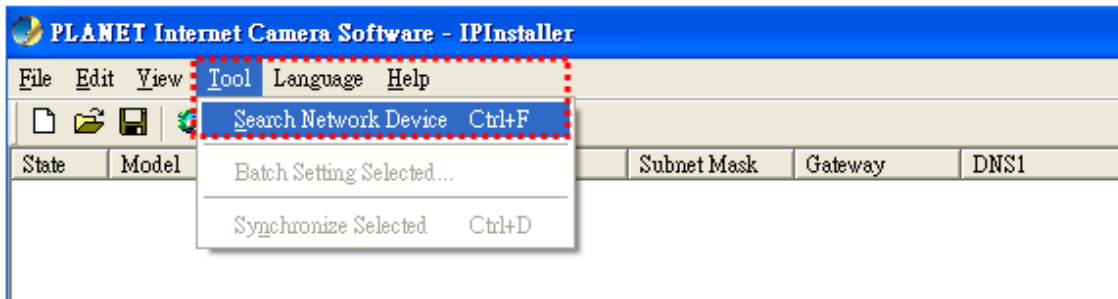 PLANET Internet Camera Software - IPInstaller
File Edit View Tool Language Help
Search Network Device Ctrl+F
State Model Subnet Mask Gateway DNS1
Batch Setting Selected...
Synchronize Selected Ctrl+D